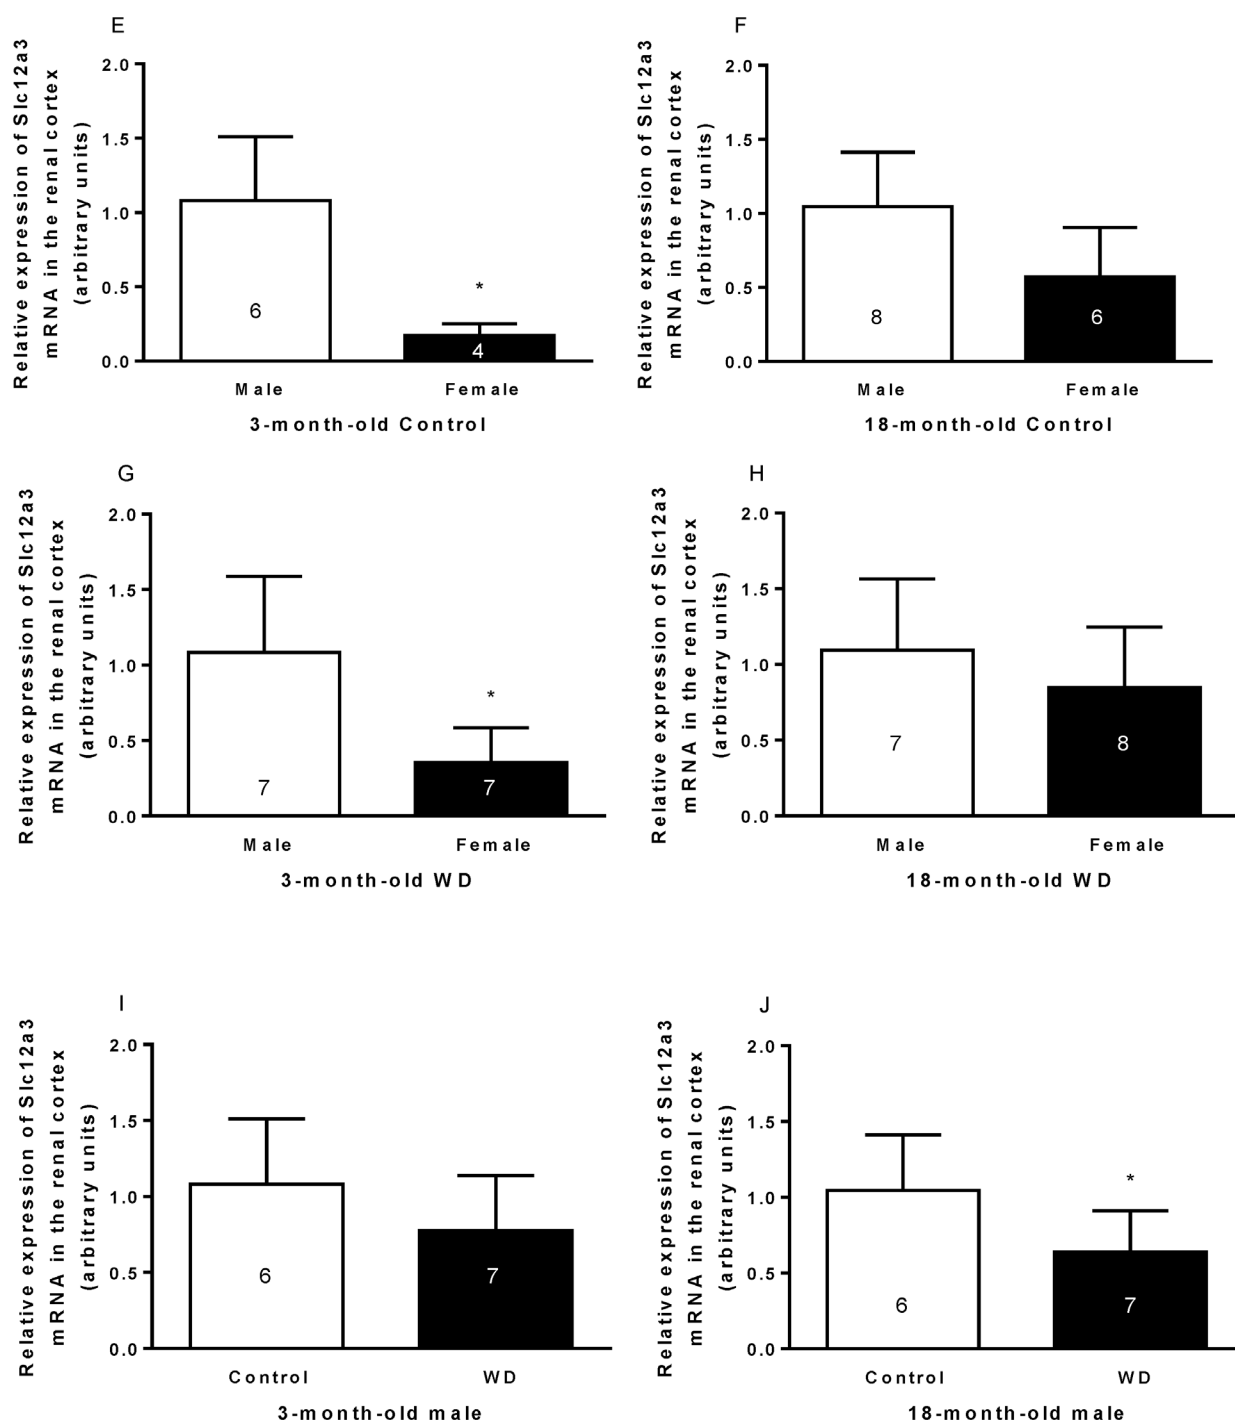 E
Relative expression of Slc12a3
mRNA in the renal cortex
(arbitrary units)
2.0
1.5
1.0
0.5
0.0
6
*
4
Male
Female
3-month-old Control
F
Relative expression of Slc12a3
mRNA in the renal cortex
(arbitrary units)
2.0
1.5
1.0
0.5
0.0
8
6
Male
Female
18-month-old Control
G
Relative expression of Slc12a3
mRNA in the renal cortex
(arbitrary units)
2.0
1.5
1.0
0.5
0.0
7
*
7
Male
Female
3-month-old WD
H
Relative expression of Slc12a3
mRNA in the renal cortex
(arbitrary units)
2.0
1.5
1.0
0.5
0.0
7
8
Male
Female
18-month-old WD
I
Relative expression of Slc12a3
mRNA in the renal cortex
(arbitrary units)
2.0
1.5
1.0
0.5
0.0
6
7
Control
WD
3-month-old male
J
Relative expression of Slc12a3
mRNA in the renal cortex
(arbitrary units)
2.0
1.5
1.0
0.5
0.0
6
*
7
Control
WD
18-month-old male